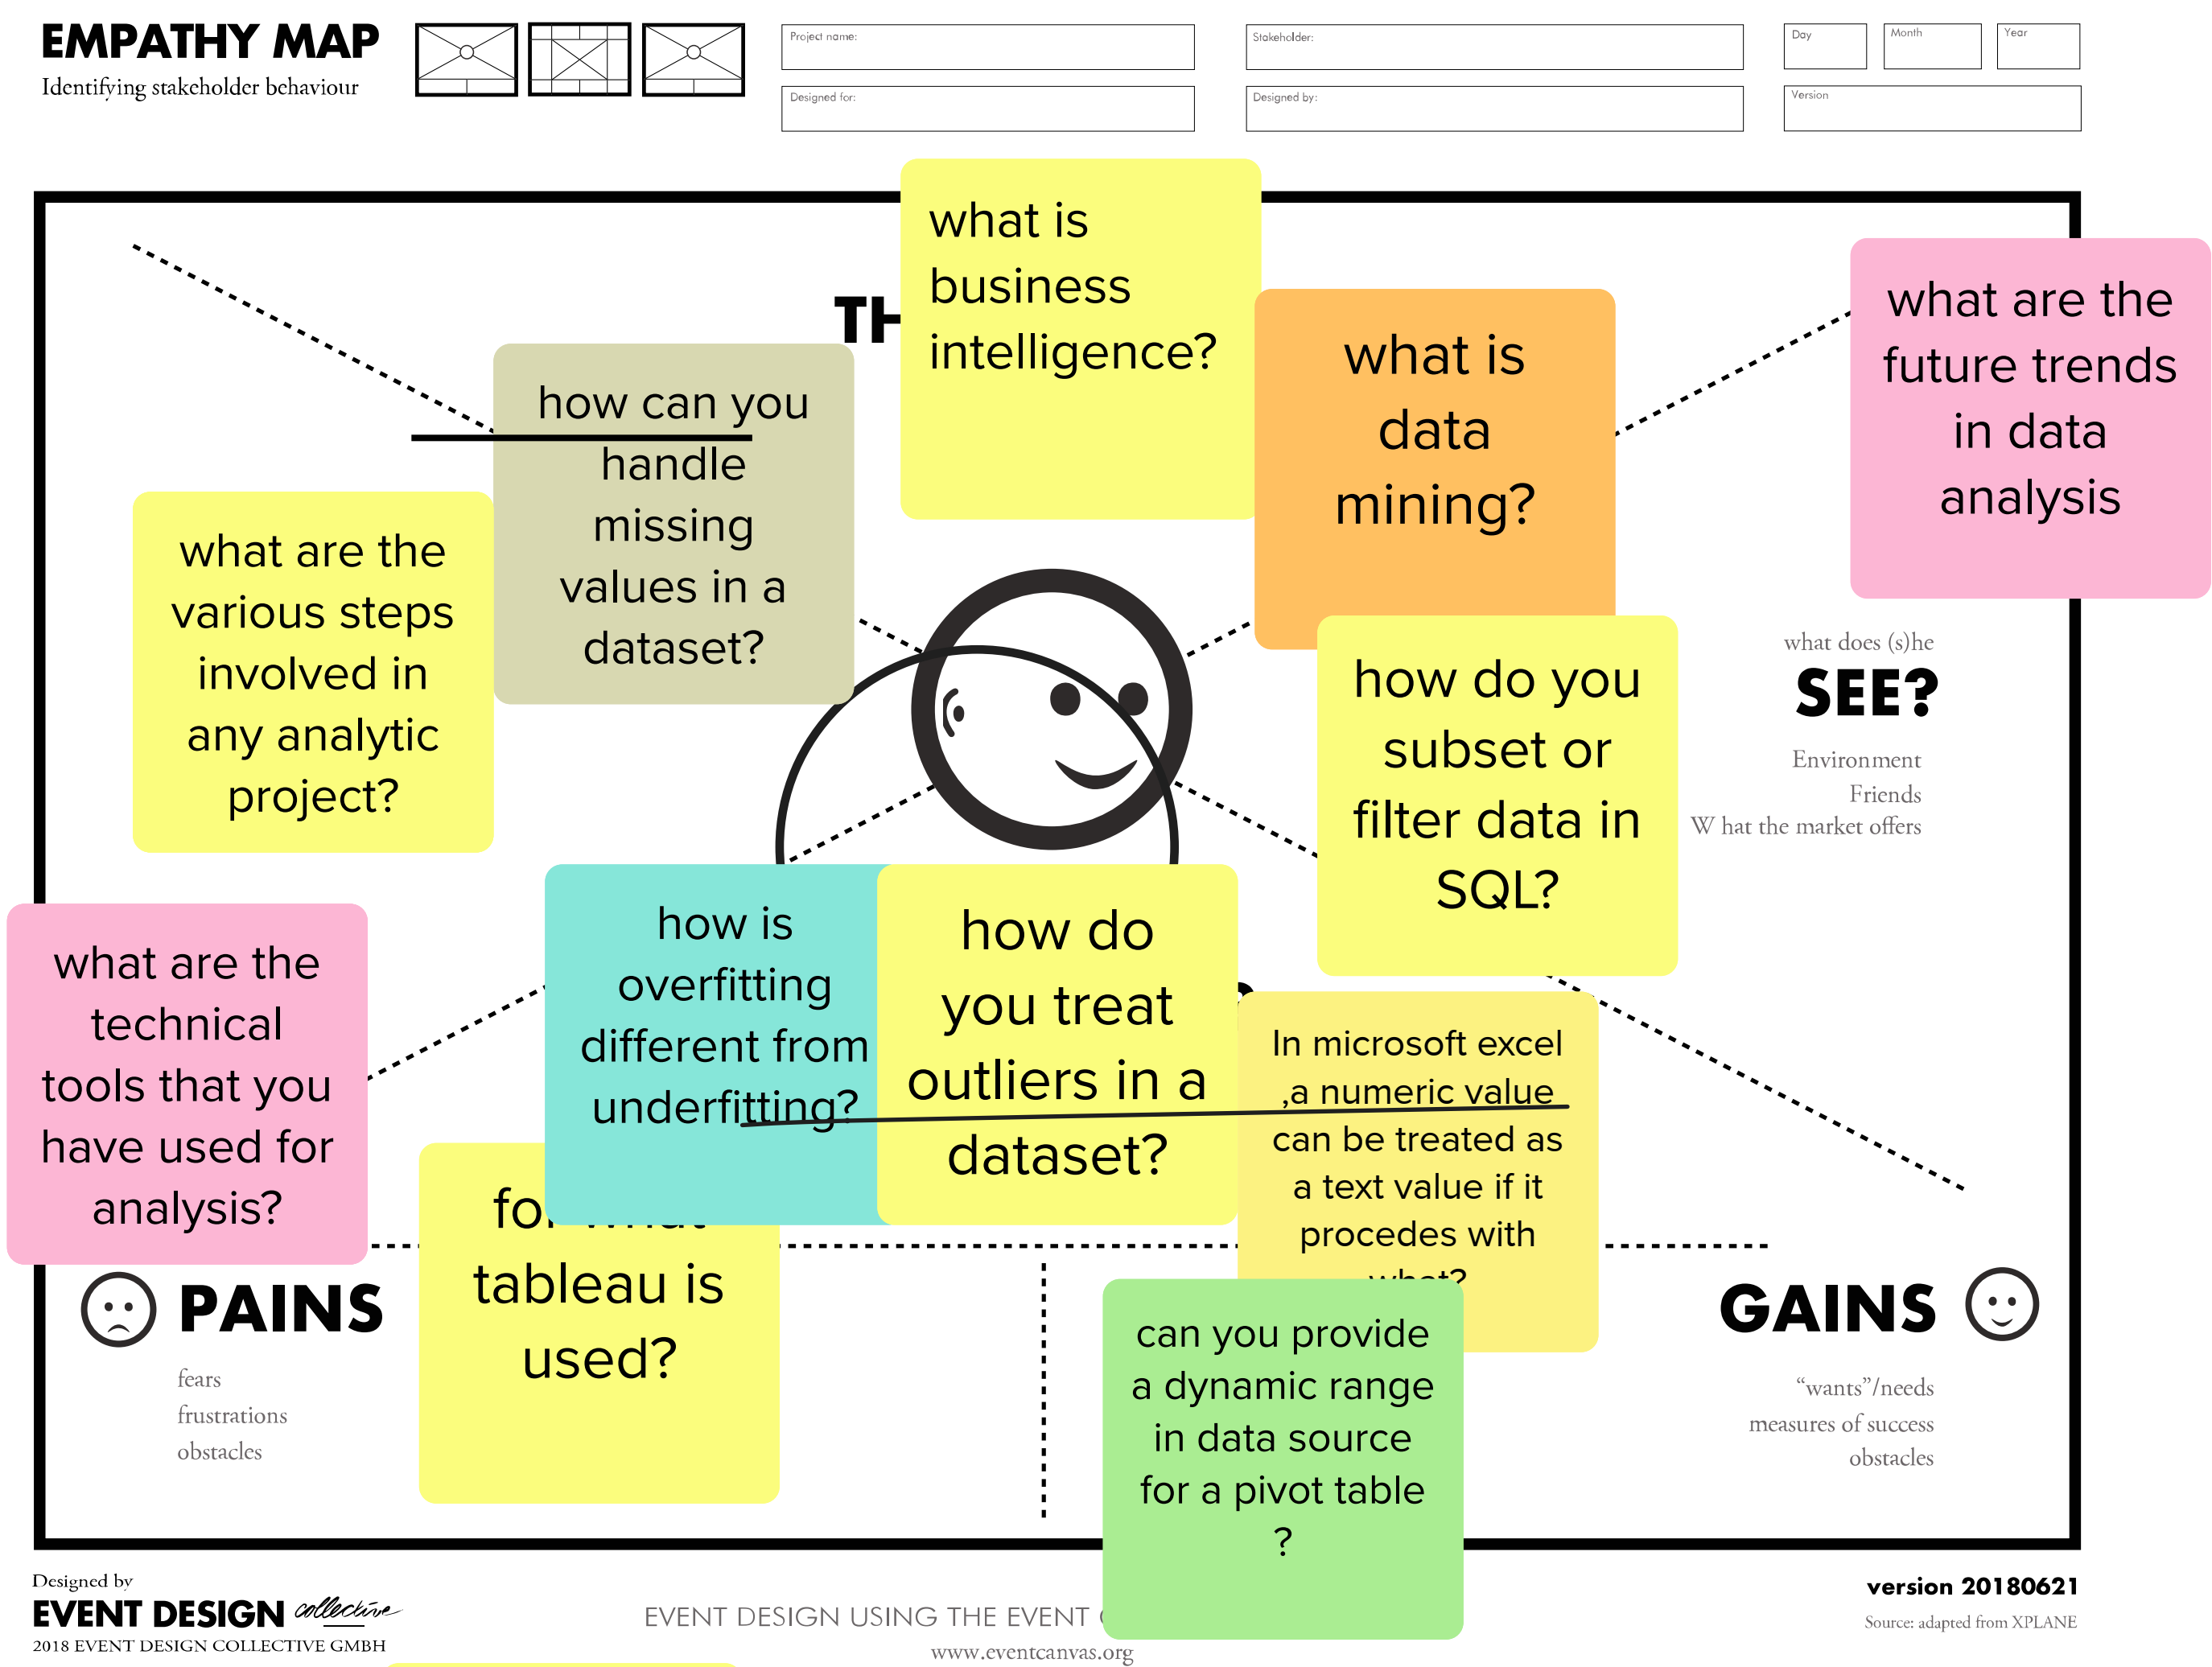 EMPATHY MAP
Identifying stakeholder behaviour
Project name:
Stakeholder:
Day
Month
Year
Designed for:
Designed by:
Version
what is
business
intelligence?
TH
what is
data
mining?
what are the
future trends
in data
analysis
how can you
handle
missing
values in a
dataset?
what are the
various steps
involved in
any analytic
project?
how do you
subset or
filter data in
SQL?
what does (s)he
SEE?
Environment
Friends
W hat the market offers
what are the
technical
tools that you
have used for
analysis?
how is
overfitting
different from
underfitting?
how do
you treat
outliers in a
dataset?
In microsoft excel
,a numeric value
can be treated as
a text value if it
procedes with
what?
for what
tableau is
used?
can you provide
a dynamic range
in data source
for a pivot table
?
PAINS
fears
frustrations
obstacles
GAINS
“wants”/needs
measures of success
obstacles
Designed by
EVENT DESIGN collective
2018 EVENT DESIGN COLLECTIVE GMBH
EVENT DESIGN USING THE EVENT
www.eventcanvas.org
version 20180621
Source: adapted from XPLANE